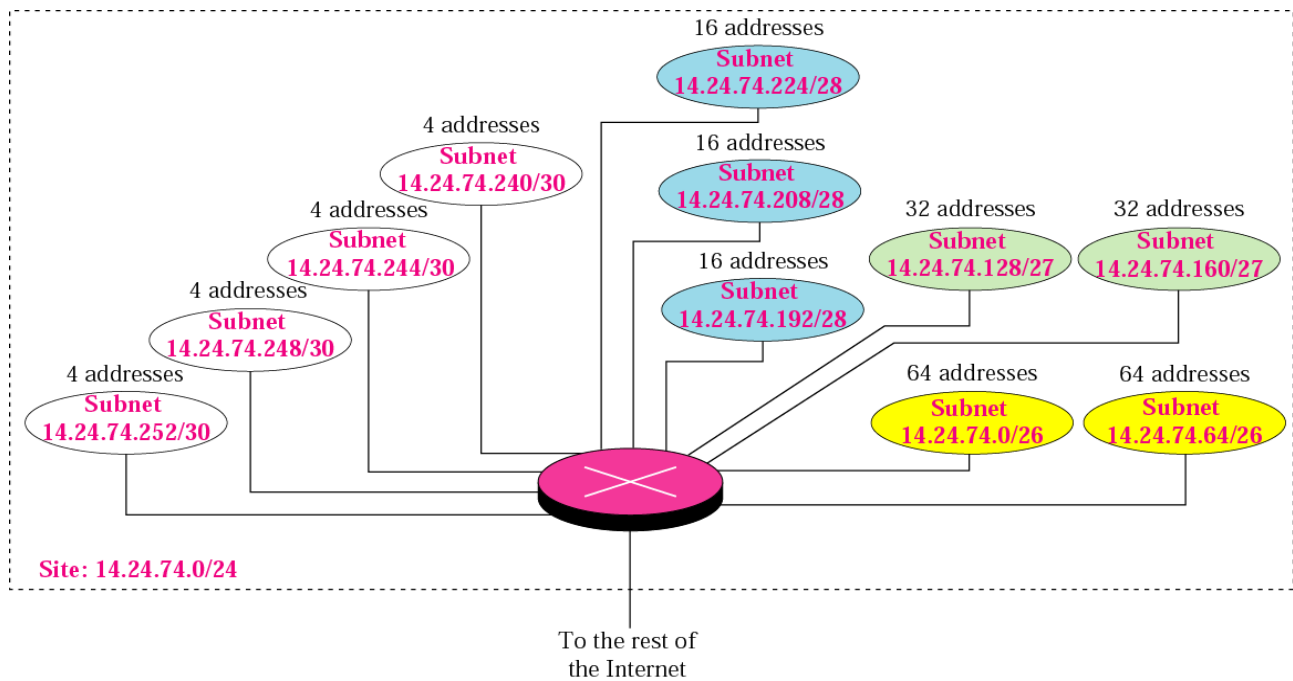 16 addresses
Subnet
14.24.74.224/28
4 addresses
Subnet
14.24.74.240/30
16 addresses
Subnet
14.24.74.208/28
4 addresses
Subnet
14.24.74.244/30
32 addresses
Subnet
14.24.74.128/27
32 addresses
Subnet
14.24.74.160/27
16 addresses
Subnet
14.24.74.192/28
4 addresses
Subnet
14.24.74.248/30
4 addresses
Subnet
14.24.74.252/30
64 addresses
Subnet
14.24.74.0/26
64 addresses
Subnet
14.24.74.64/26
Site: 14.24.74.0/24
To the rest of
the Internet